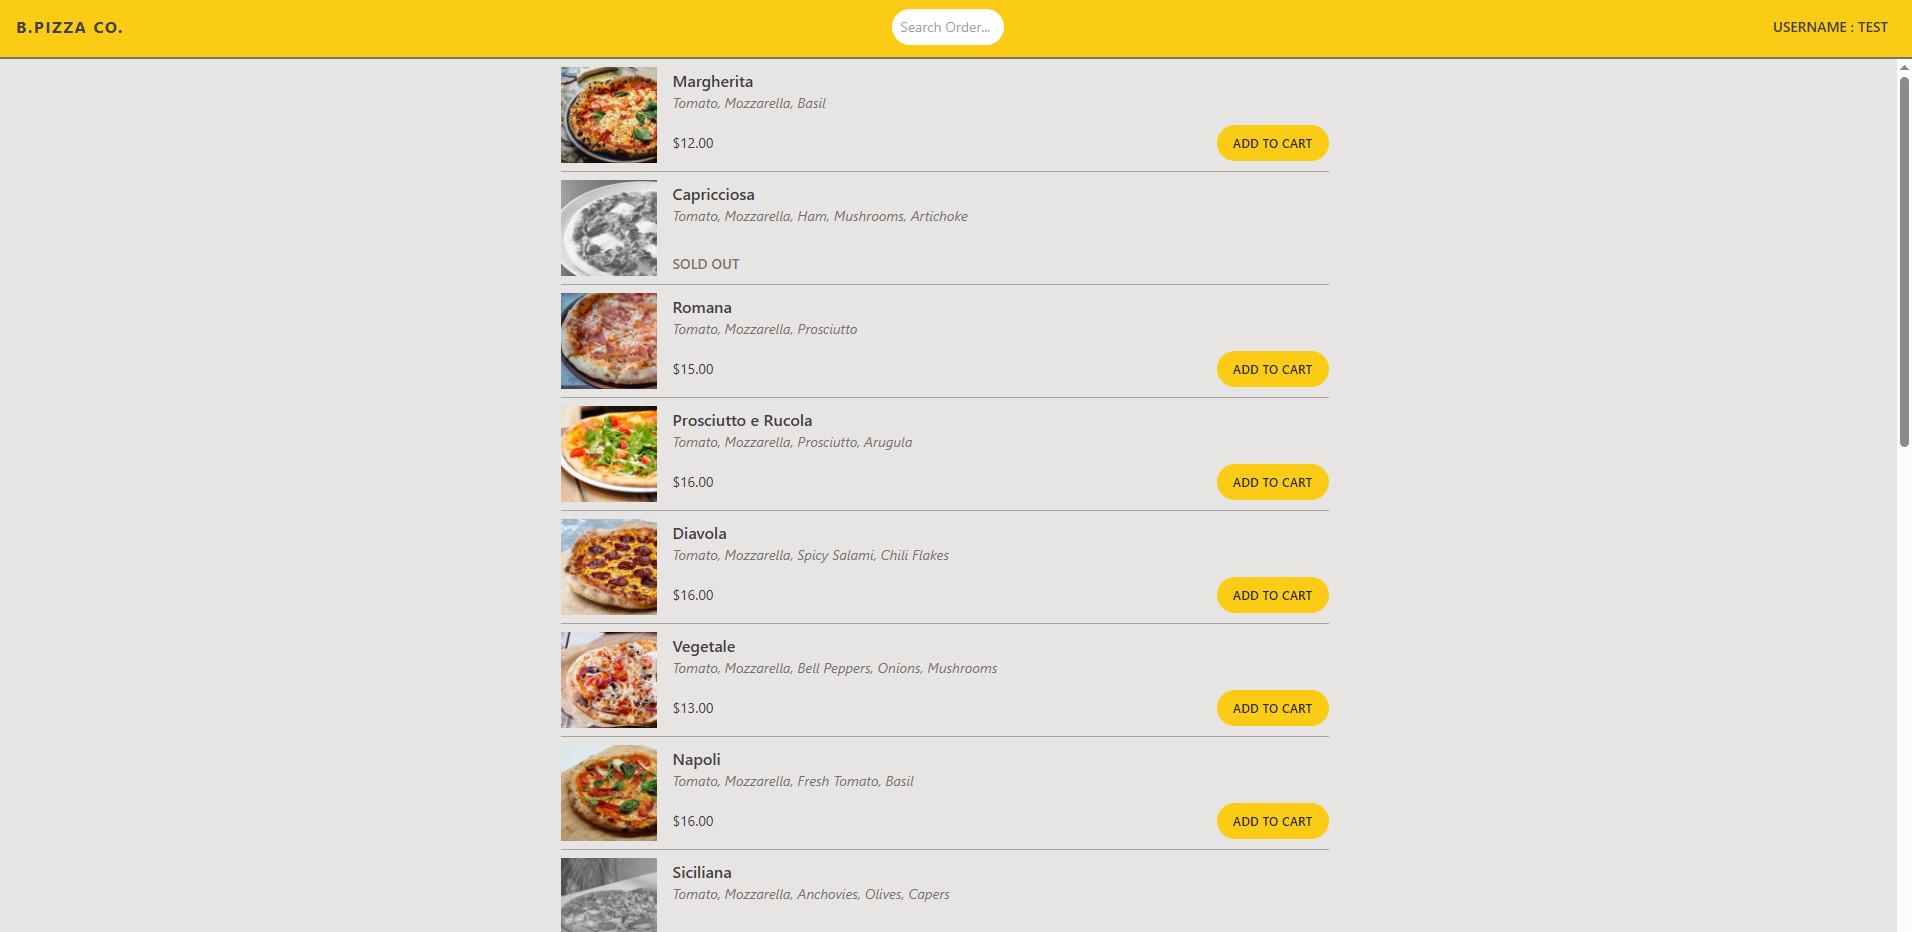 B.PIZZA CO.
Search Order...
USERNAME : TEST
Margherita
Tomato, Mozzarella, Basil
$12.00
ADD TO CART
Capricciosa
Tomato, Mozzarella, Ham, Mushrooms, Artichoke
SOLD OUT
Romana
Tomato, Mozzarella, Prosciutto
$15.00
ADD TO CART
Prosciutto e Rucola
Tomato, Mozzarella, Prosciutto, Arugula
$16.00
ADD TO CART
Diavola
Tomato, Mozzarella, Spicy Salami, Chili Flakes
$16.00
ADD TO CART
Vegetale
Tomato, Mozzarella, Bell Peppers, Onions, Mushrooms
$13.00
ADD TO CART
Napoli
Tomato, Mozzarella, Fresh Tomato, Basil
$16.00
ADD TO CART
Siciliana
Tomato, Mozzarella, Anchovies, Olives, Capers